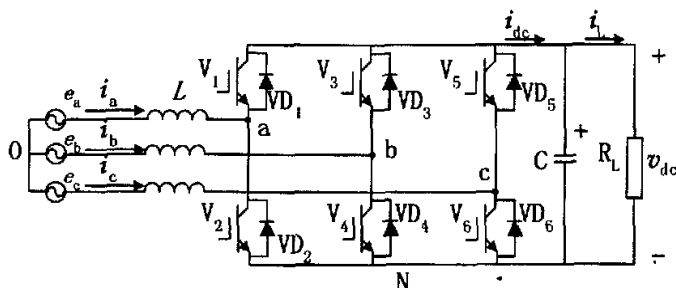 i_dc i_L
V_1 V_3 V_5 +
VD_1 VD_3 VD_5
e_a i_a L
a
0 e_b i_b b + C R_L v_dc
e_c i_c c
V_2 V_4 VD_4 V_6 VD_6
VD_2
N −